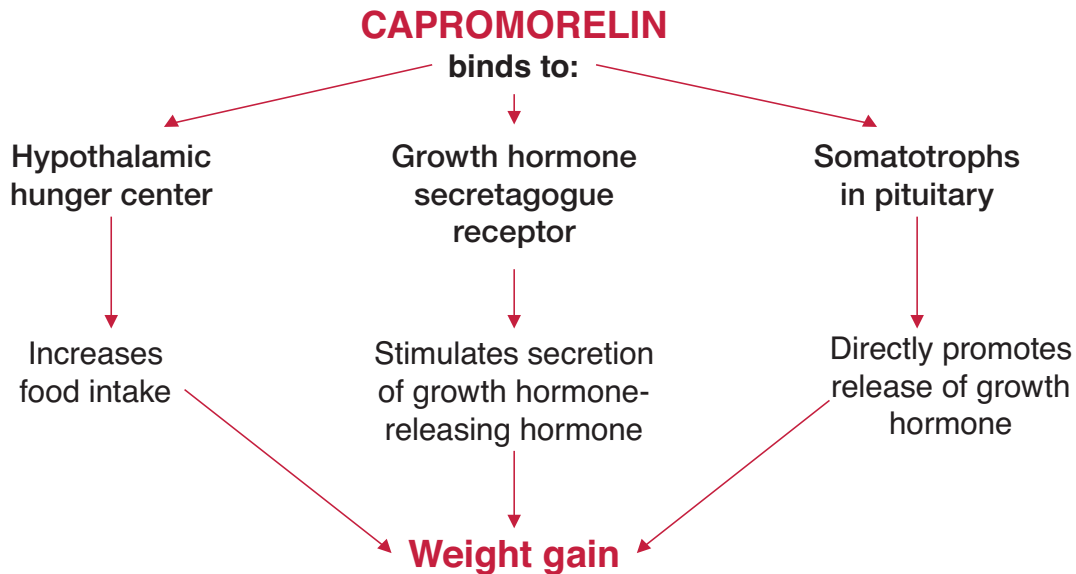 CAPROMORELIN
binds to:
Hypothalamic
hunger center
Growth hormone
secretagogue
receptor
Somatotrophs
in pituitary
Increases
food intake
Stimulates secretion
of growth hormone-
releasing hormone
Directly promotes
release of growth
hormone
Weight gain